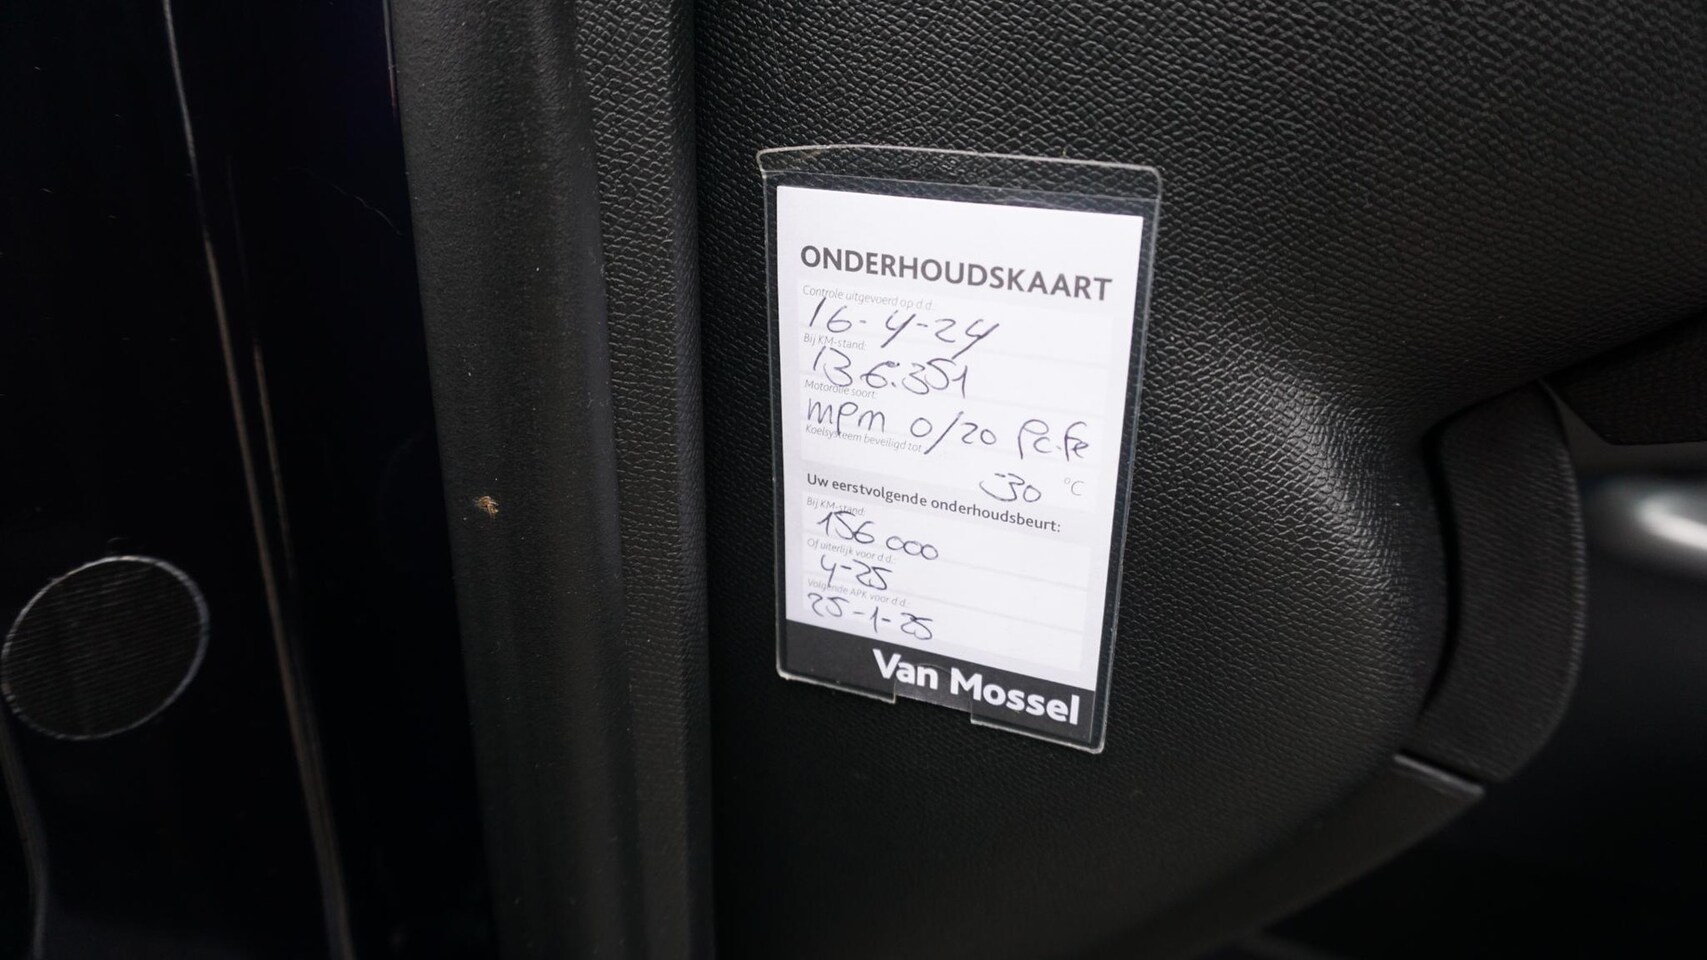 ONDERHOUDSKAART
Controle uitgevoerd op d.d.:
16-4-24
Bij KM-stand:
136.351
Motorolie soort:
mpm 0/20 fc-fe
Koelsysteem beveiligd tot
-30 °C
Uw eerstvolgende onderhoudsbeurt:
Bij KM-stand:
156 000
Of uiterlijk voor d.d.:
4-25
Volgende APK voor d.d.
25-1-25
Van Mossel